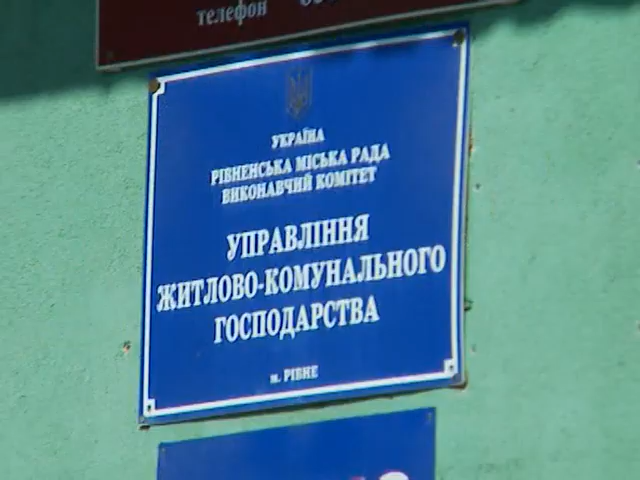 телефон
УКРАЇНА
РІВНЕНСЬКА МІСЬКА РАДА
ВИКОНАВЧИЙ КОМІТЕТ
УПРАВЛІННЯ
ЖИТЛОВО-КОМУНАЛЬНОГО
ГОСПОДАРСТВА
м. РІВНЕ